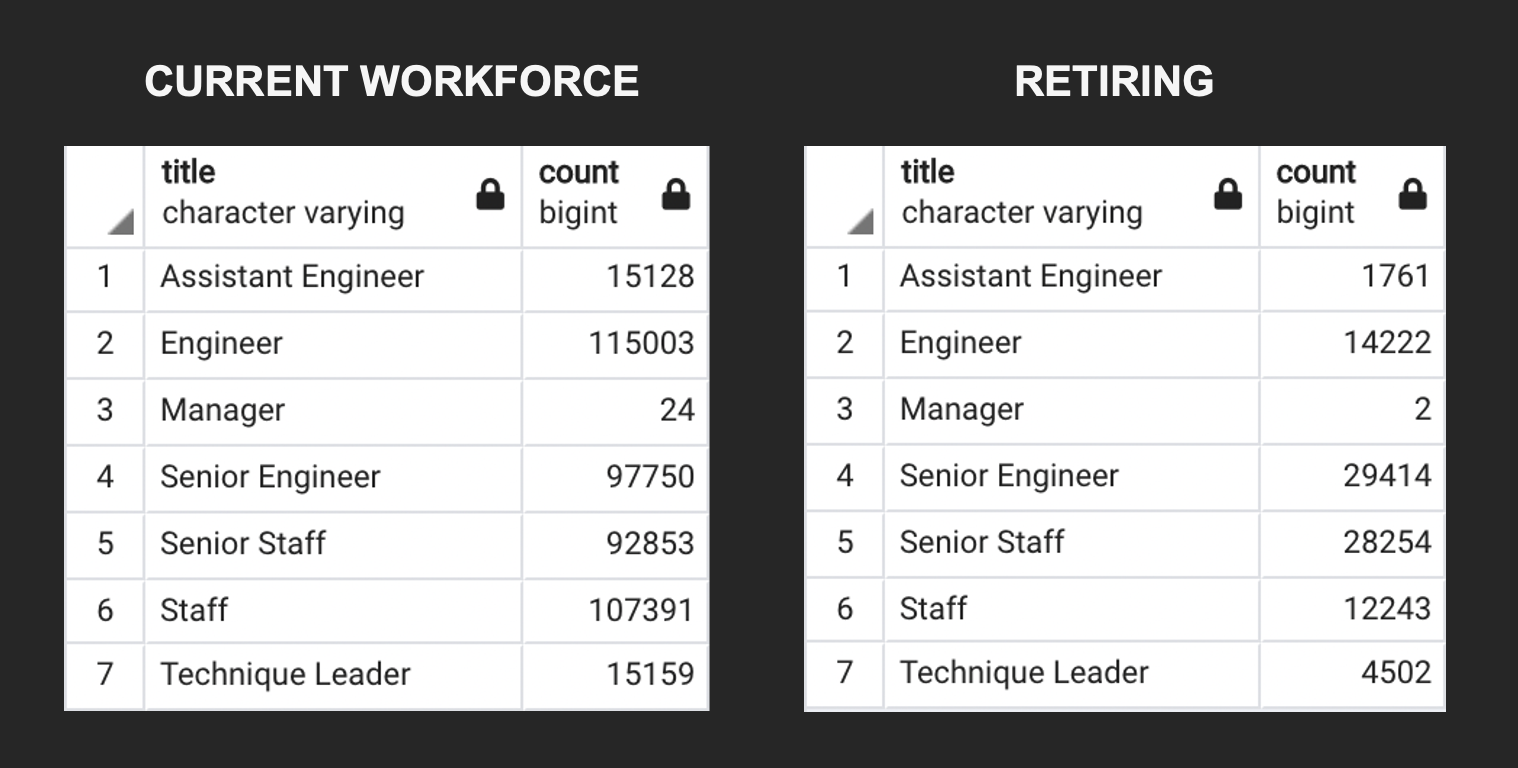 CURRENT WORKFORCE
title count
character varying bigint
1 Assistant Engineer 15128
2 Engineer 115003
3 Manager 24
4 Senior Engineer 97750
5 Senior Staff 92853
6 Staff 107391
7 Technique Leader 15159
RETIRING
title count
character varying bigint
1 Assistant Engineer 1761
2 Engineer 14222
3 Manager 2
4 Senior Engineer 29414
5 Senior Staff 28254
6 Staff 12243
7 Technique Leader 4502